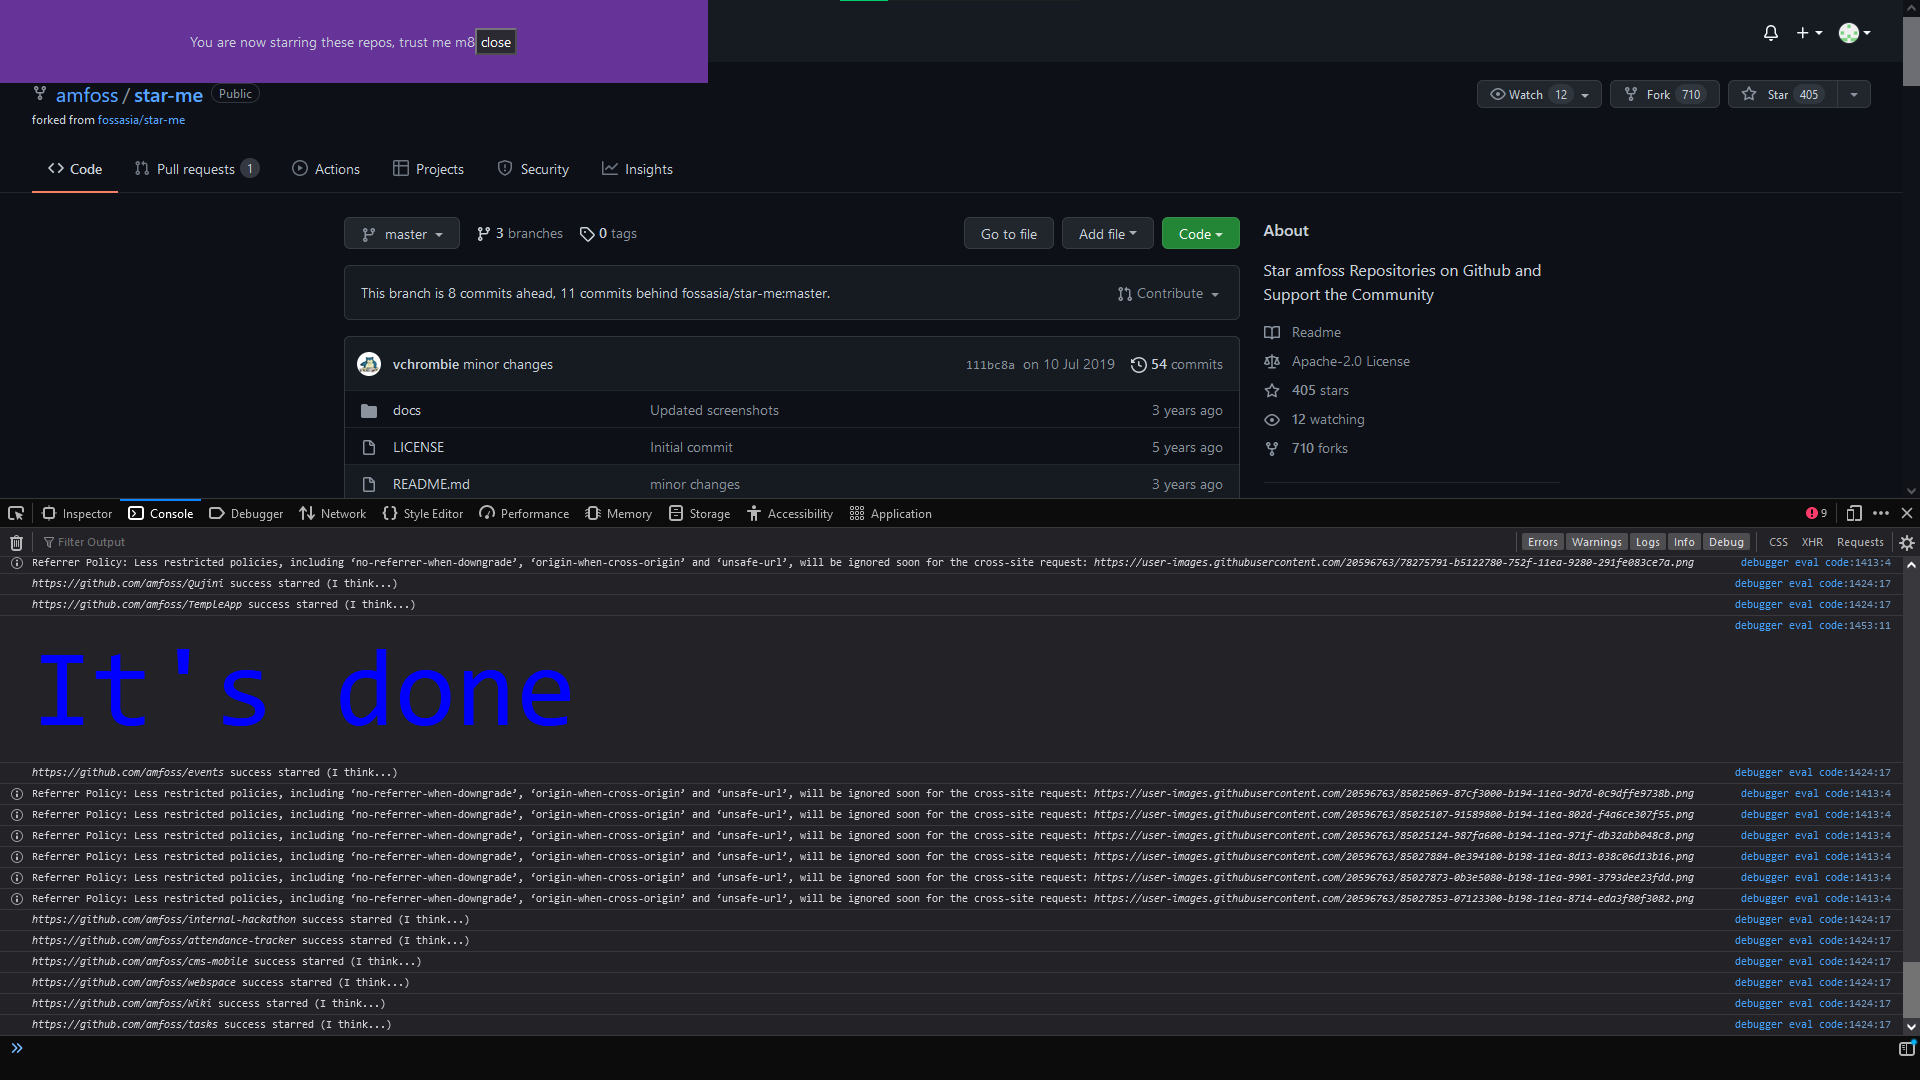 You are now starring these repos, trust me m8 close
amfoss / star-me Public
Watch 12 Fork 710 Star 405
forked from fossasia/star-me
Code Pull requests 1 Actions Projects Security Insights
master 3 branches 0 tags Go to file Add file Code
This branch is 8 commits ahead, 11 commits behind fossasia/star-me:master. Contribute
vchrombie minor changes 111bc8a on 10 Jul 2019 54 commits
docs Updated screenshots 3 years ago
LICENSE Initial commit 5 years ago
README.md minor changes 3 years ago
About
Star amfoss Repositories on Github and
Support the Community
Readme
Apache-2.0 License
405 stars
12 watching
710 forks
Inspector Console Debugger Network Style Editor Performance Memory Storage Accessibility Application 9
Filter Output Errors Warnings Logs Info Debug CSS XHR Requests
Referrer Policy: Less restricted policies, including ‘no-referrer-when-downgrade’, ‘origin-when-cross-origin’ and ‘unsafe-url’, will be ignored soon for the cross-site request: https://user-images.githubusercontent.com/20596763/78275791-b5122780-752f-11ea-9280-291fe083ce7a.png debugger eval code:1413:4
https://github.com/amfoss/Qujini success starred (I think...) debugger eval code:1424:17
https://github.com/amfoss/TempleApp success starred (I think...) debugger eval code:1424:17
debugger eval code:1453:11
It's done
https://github.com/amfoss/events success starred (I think...) debugger eval code:1424:17
Referrer Policy: Less restricted policies, including ‘no-referrer-when-downgrade’, ‘origin-when-cross-origin’ and ‘unsafe-url’, will be ignored soon for the cross-site request: https://user-images.githubusercontent.com/20596763/85025069-87cf3000-b194-11ea-9d7d-0c9dffe9738b.png debugger eval code:1413:4
Referrer Policy: Less restricted policies, including ‘no-referrer-when-downgrade’, ‘origin-when-cross-origin’ and ‘unsafe-url’, will be ignored soon for the cross-site request: https://user-images.githubusercontent.com/20596763/85025107-91589800-b194-11ea-802d-f4a6ce307f55.png debugger eval code:1413:4
Referrer Policy: Less restricted policies, including ‘no-referrer-when-downgrade’, ‘origin-when-cross-origin’ and ‘unsafe-url’, will be ignored soon for the cross-site request: https://user-images.githubusercontent.com/20596763/85025124-987fa600-b194-11ea-971f-db32abb048c8.png debugger eval code:1413:4
Referrer Policy: Less restricted policies, including ‘no-referrer-when-downgrade’, ‘origin-when-cross-origin’ and ‘unsafe-url’, will be ignored soon for the cross-site request: https://user-images.githubusercontent.com/20596763/85027884-0e394100-b198-11ea-8d13-038c06d13b16.png debugger eval code:1413:4
Referrer Policy: Less restricted policies, including ‘no-referrer-when-downgrade’, ‘origin-when-cross-origin’ and ‘unsafe-url’, will be ignored soon for the cross-site request: https://user-images.githubusercontent.com/20596763/85027873-0b3e5080-b198-11ea-9901-3793dee23fdd.png debugger eval code:1413:4
Referrer Policy: Less restricted policies, including ‘no-referrer-when-downgrade’, ‘origin-when-cross-origin’ and ‘unsafe-url’, will be ignored soon for the cross-site request: https://user-images.githubusercontent.com/20596763/85027853-07123300-b198-11ea-8714-eda3f80f3082.png debugger eval code:1413:4
https://github.com/amfoss/internal-hackathon success starred (I think...) debugger eval code:1424:17
https://github.com/amfoss/attendance-tracker success starred (I think...) debugger eval code:1424:17
https://github.com/amfoss/cms-mobile success starred (I think...) debugger eval code:1424:17
https://github.com/amfoss/webspace success starred (I think...) debugger eval code:1424:17
https://github.com/amfoss/Wiki success starred (I think...) debugger eval code:1424:17
https://github.com/amfoss/tasks success starred (I think...) debugger eval code:1424:17